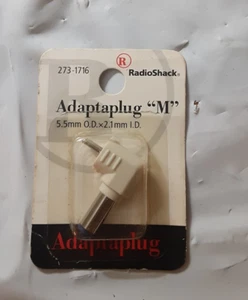 R
273-1716
RadioShack®
Adaptaplug “M”
5.5mm O.D.×2.1mm I.D.
Adaptaplug